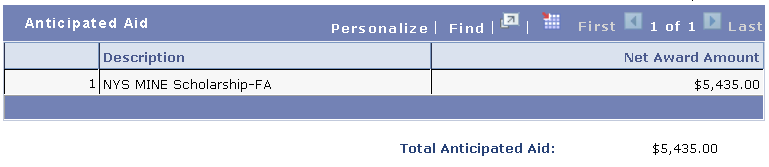 Anticipated Aid Personalize | Find | | First 1 of 1 Last
Description Net Award Amount
1 NYS MINE Scholarship-FA $5,435.00
Total Anticipated Aid: $5,435.00